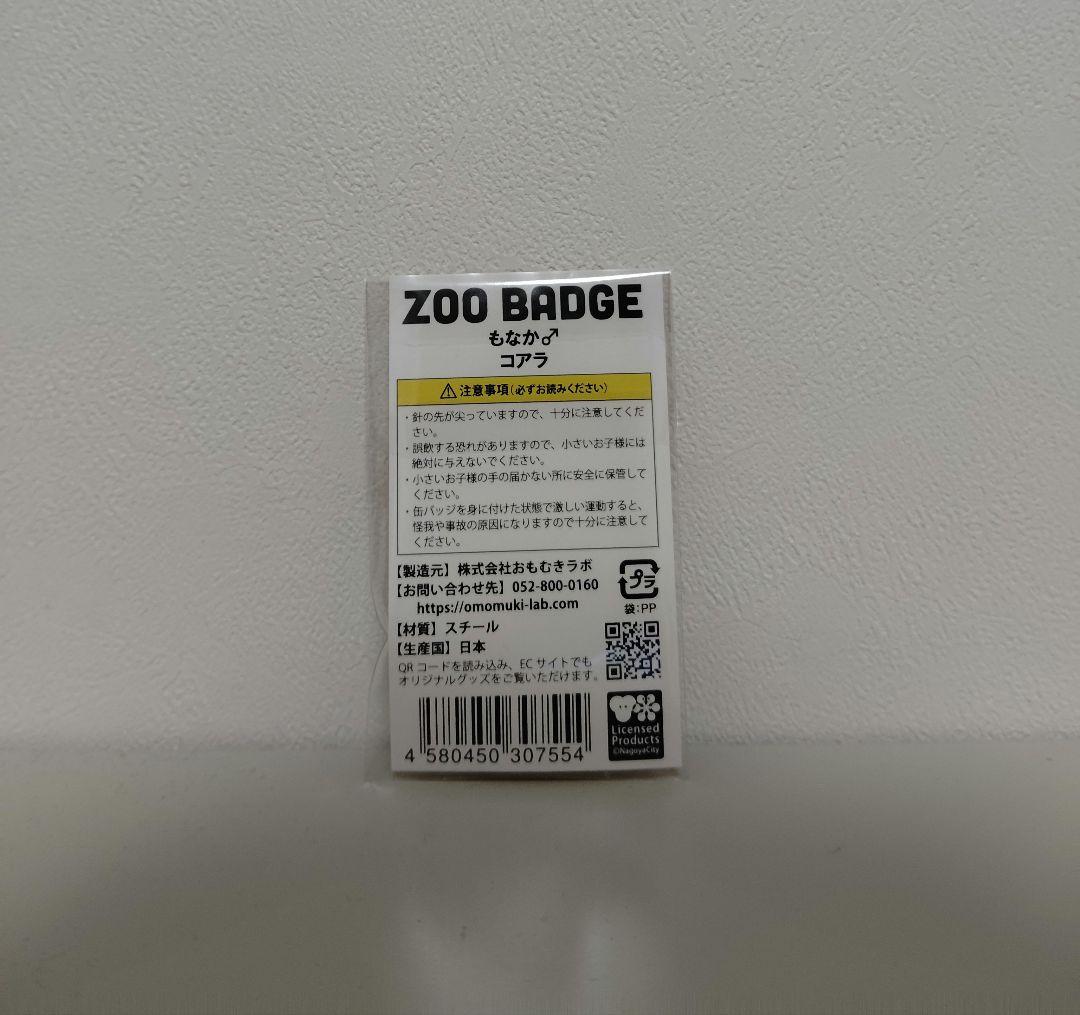 ZOO BADGE
もなか♂
コアラ
⚠注意事項(必ずお読みください)
・針の先が尖っていますので、十分に注意してくだ
さい。
・誤飲する恐れがありますので、小さいお子様には
絶対に与えないでください。
・小さいお子様の手の届かない所に安全に保管して
ください。
・缶バッジを身に付けた状態で激しい運動すると、
怪我や事故の原因になりますので十分に注意して
ください。
【製造元】株式会社おもむきラボ
【お問い合わせ先】052-800-0160
https://omomuki-lab.com
【材質】スチール
【生産国】日本
プラ
袋:PP
QRコードを読み込み、ECサイトでも
オリジナルグッズをご覧いただけます。
4 580450 307554
Licensed
Products
©NagoyaCity